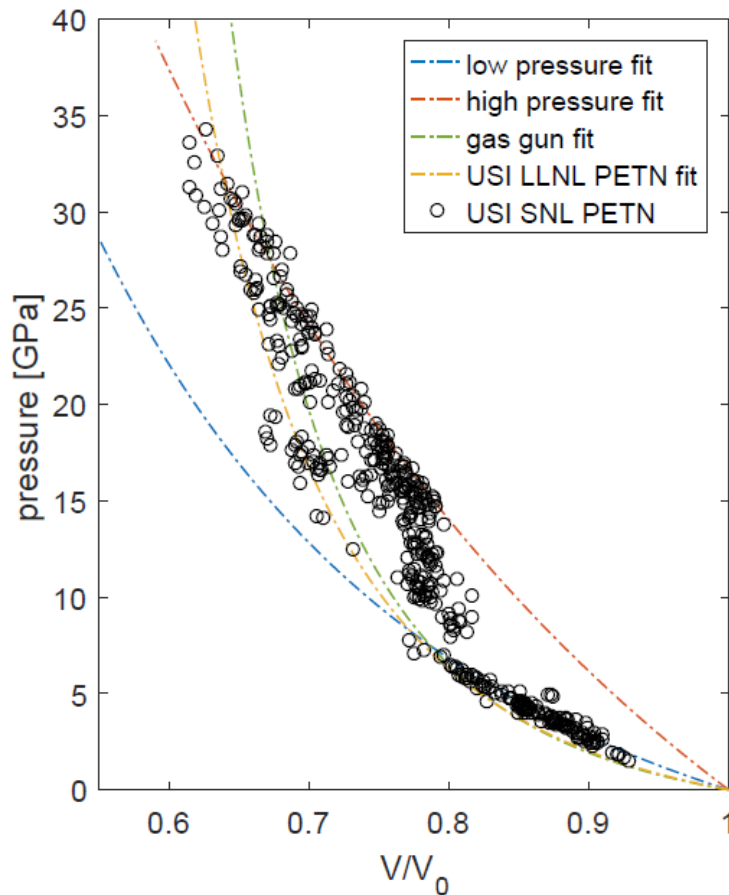 40
35
30
25
20
15
10
5
0
pressure [GPa]
low pressure fit
high pressure fit
gas gun fit
USI LLNL PETN fit
USI SNL PETN
0.6 0.7 0.8 0.9 1
V/V₀